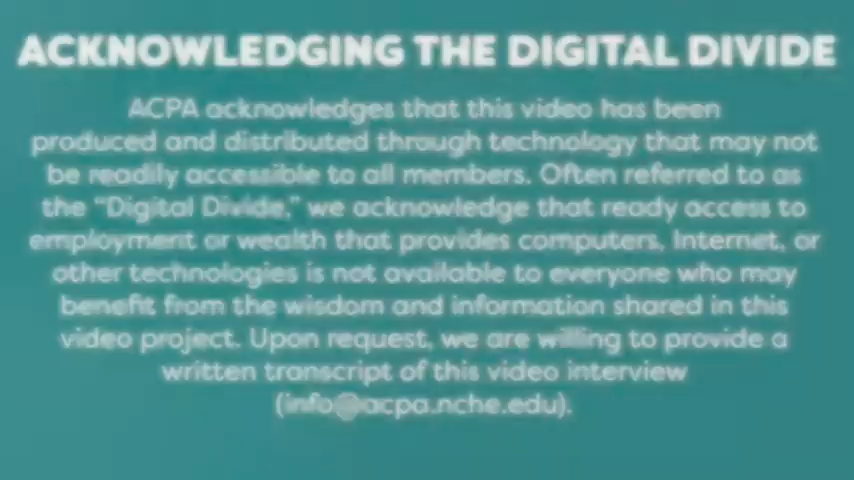 ACKNOWLEDGING THE DIGITAL DIVIDE
ACPA acknowledges that this video has been
produced and distributed through technology that may not
be readily accessible to all members. Often referred to as
the "Digital Divide," we acknowledge that ready access to
employment or wealth that provides computers, Internet, or
other technologies is not available to everyone who may
benefit from the wisdom and information shared in this
video project. Upon request, we are willing to provide a
written transcript of this video interview
(info@acpa.nche.edu).